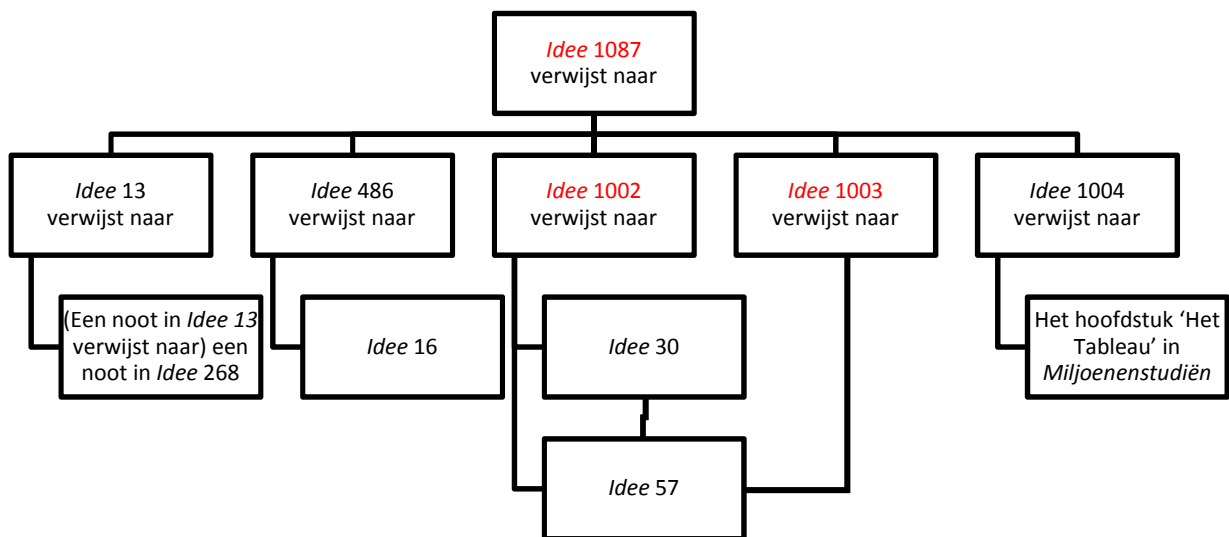 Idee 1087
verwijst naar
Idee 13
verwijst naar
Idee 486
verwijst naar
Idee 1002
verwijst naar
Idee 1003
verwijst naar
Idee 1004
verwijst naar
(Een noot in Idee 13
verwijst naar) een
noot in Idee 268
Idee 16
Idee 30
Het hoofdstuk ‘Het
Tableau’ in
Miljoenenstudiën
Idee 57